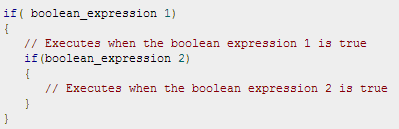 if( boolean_expression 1)
{
   // Executes when the boolean expression 1 is true
   if(boolean_expression 2)
   {
      // Executes when the boolean expression 2 is true
   }
}